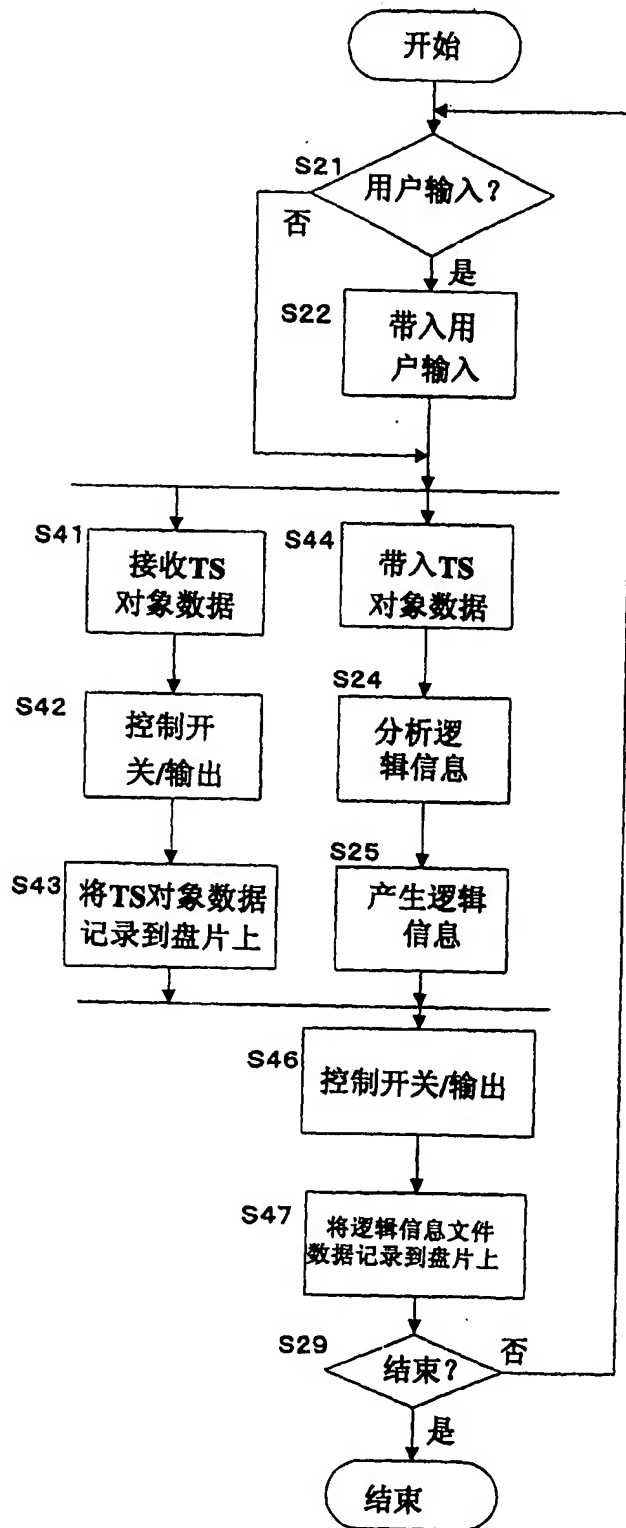 开始
S21
用户输入?
否
是
S22
带入用
户输入
S41
接收TS
对象数据
S44
带入TS
对象数据
S42
控制开
关/输出
S24
分析逻
辑信息
S43
将TS对象数据
记录到盘片上
S25
产生逻辑
信息
S46
控制开关/输出
S47
将逻辑信息文件
数据记录到盘片上
S29
结束?
否
是
结束